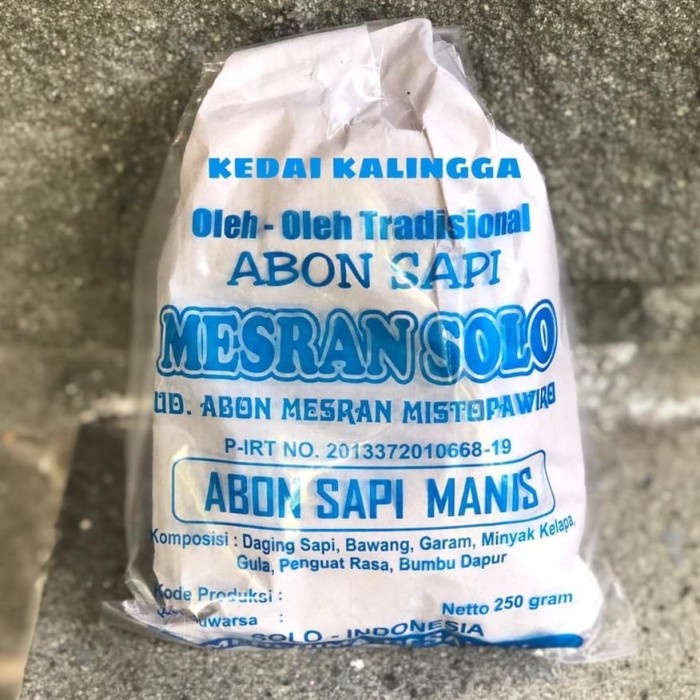 KEDAI KALINGGA
Oleh - Oleh Tradisional
ABON SAPI
MESRAN SOLO
UD. ABON MESRAN MISTOPAWIRO
P-IRT NO. 2013372010668-19
ABON SAPI MANIS
Komposisi : Daging Sapi, Bawang, Garam, Minyak Kelapa,
Gula, Penguat Rasa, Bumbu Dapur
Kode Produksi :
Netto 250 gram
SOLO - INDONESIA